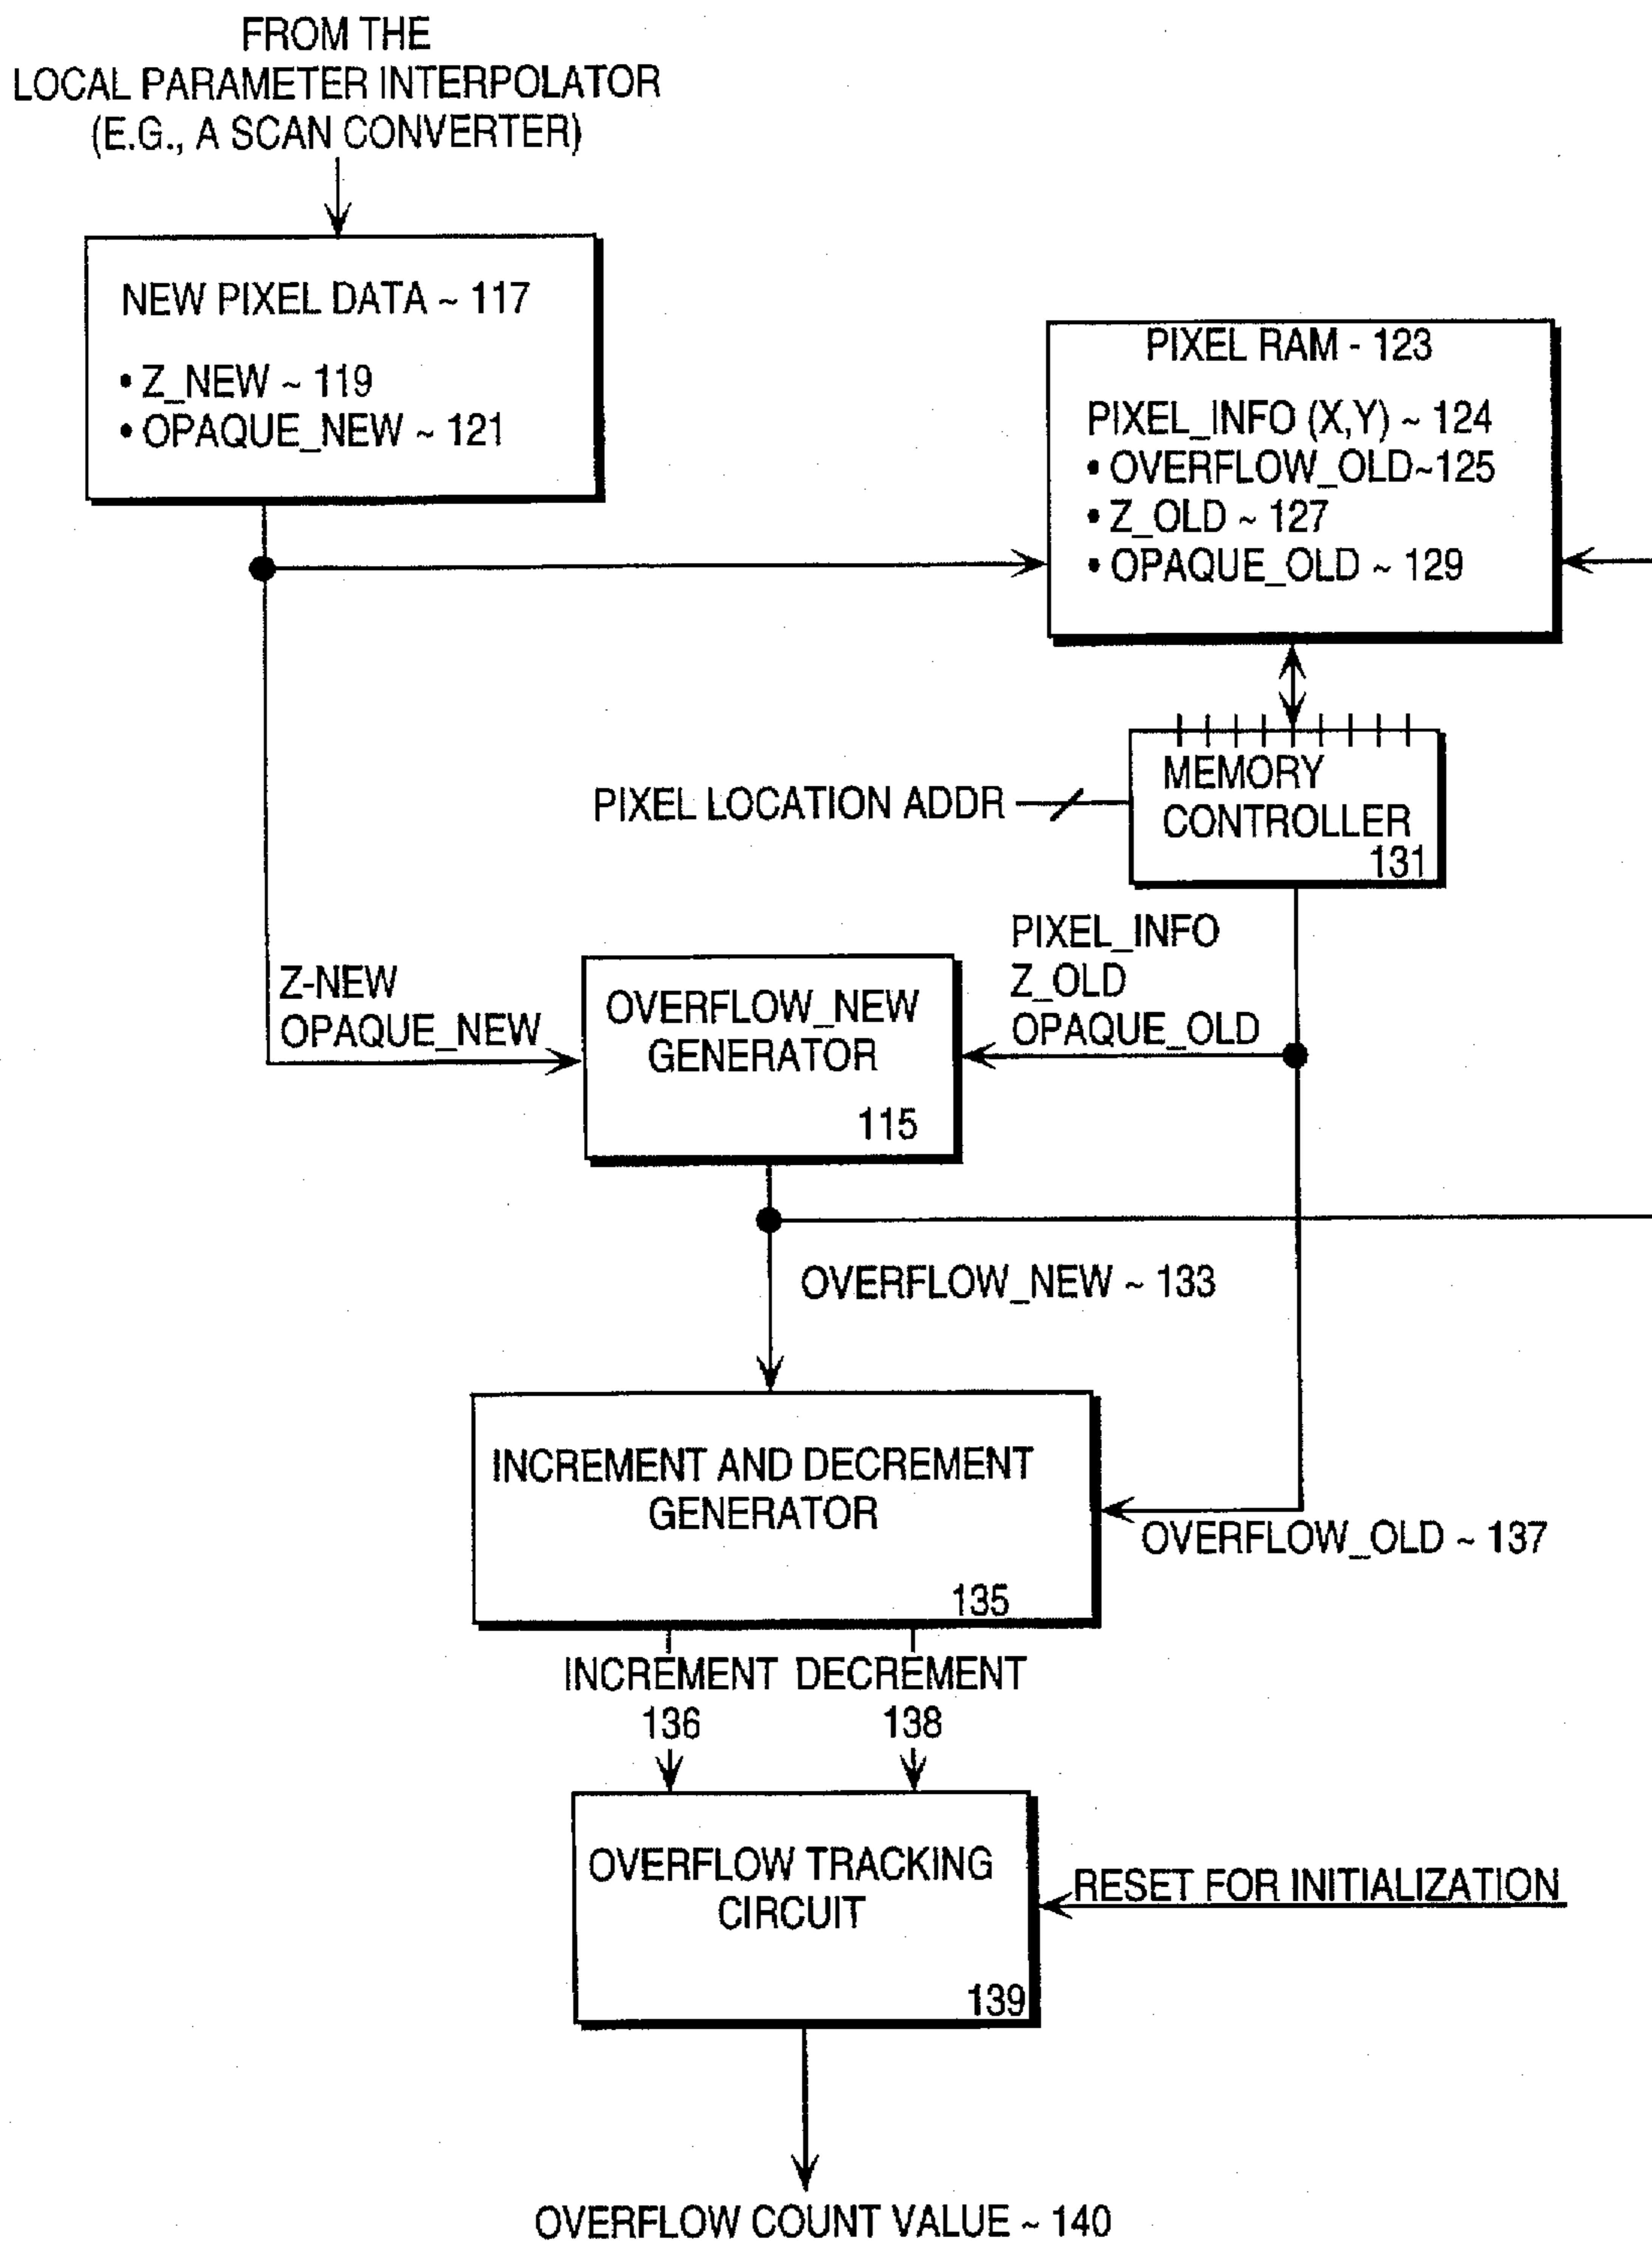 FROM THE
LOCAL PARAMETER INTERPOLATOR
(E.G., A SCAN CONVERTER)
NEW PIXEL DATA ~ 117
• Z_NEW ~ 119
• OPAQUE_NEW ~ 121
PIXEL RAM - 123
PIXEL_INFO (X,Y) ~ 124
• OVERFLOW_OLD~125
• Z_OLD ~ 127
• OPAQUE_OLD ~ 129
PIXEL LOCATION ADDR
MEMORY
CONTROLLER
131
Z-NEW
OPAQUE_NEW
OVERFLOW_NEW
GENERATOR
115
PIXEL_INFO
Z_OLD
OPAQUE_OLD
OVERFLOW_NEW ~ 133
INCREMENT AND DECREMENT
GENERATOR
135
OVERFLOW_OLD ~ 137
INCREMENT DECREMENT
136 138
OVERFLOW TRACKING
CIRCUIT
139
RESET FOR INITIALIZATION
OVERFLOW COUNT VALUE ~ 140